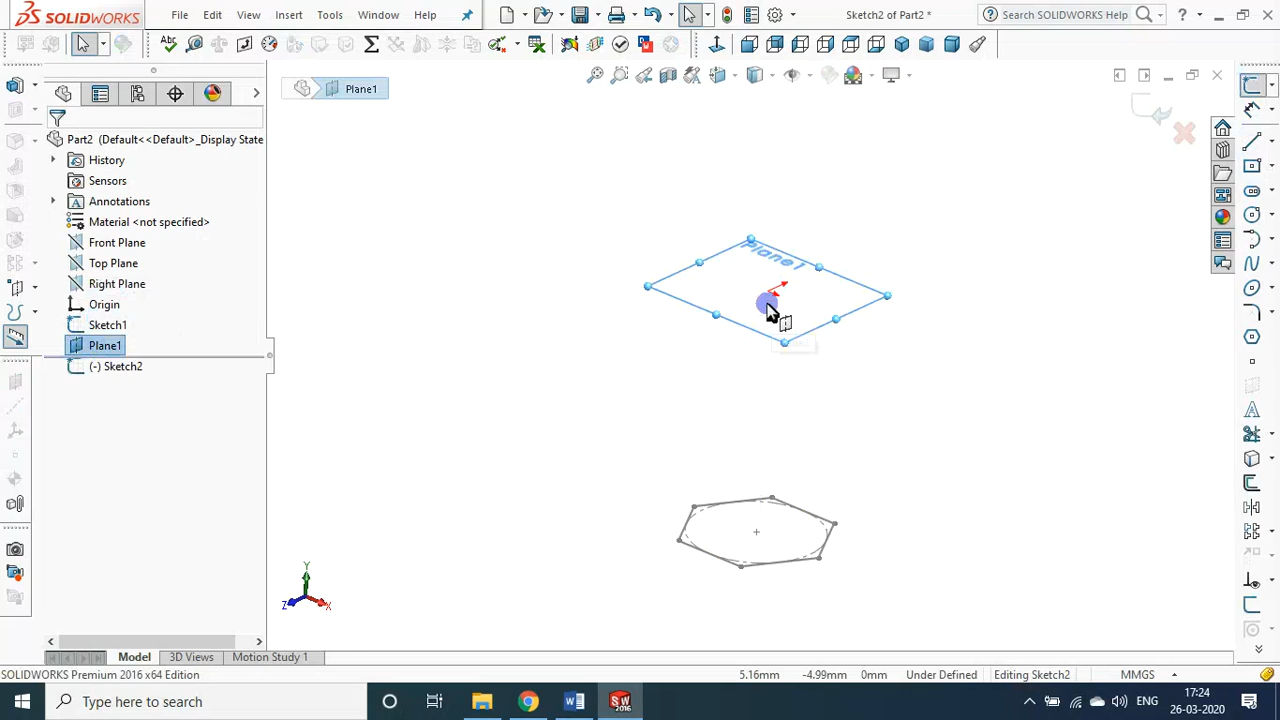 SOLIDWORKS
File Edit View Insert Tools Window Help
Sketch2 of Part2 *
Search SOLIDWORKS Help
Plane1
Part2 (Default<<Default>_Display State
History
Sensors
Annotations
Material <not specified>
Front Plane
Top Plane
Right Plane
Origin
Sketch1
Plane1
(-) Sketch2
Plane1
Y
Z
X
Model 3D Views Motion Study 1
SOLIDWORKS Premium 2016 x64 Edition
5.16mm -4.99mm 0mm Under Defined Editing Sketch2 MMGS
Type here to search
ENG
17:24
26-03-2020